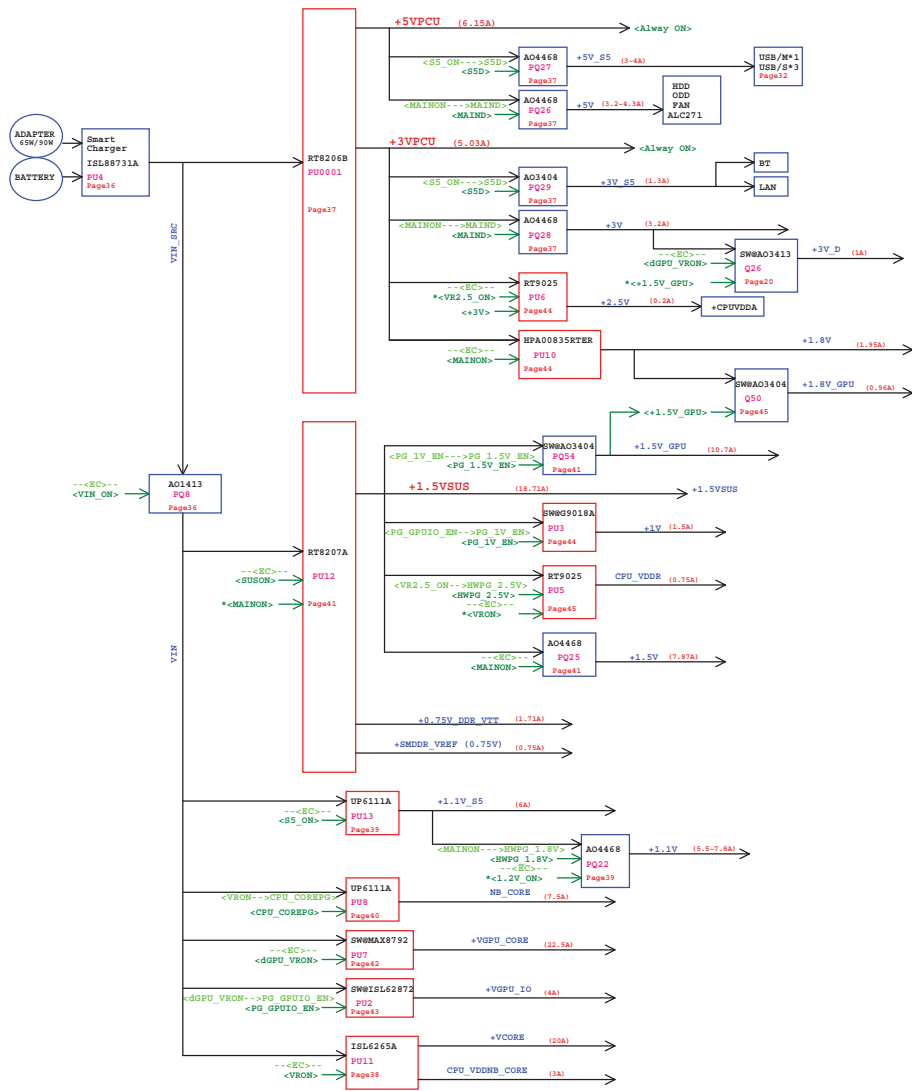 +5VPCU (6.15A)
<Alway ON>
<S5_ON--->S5D>
<S5D>
AO4468
PQ27
Page37
+5V_S5 (3-4A)
USB/M*1
USB/S*3
Page32
<MAINON--->MAIND>
<MAIND>
AO4468
PQ26
Page37
+5V (3.2-4.3A)
HDD
ODD
FAN
ALC271
ADAPTER
65W/90W
BATTERY
Smart
Charger
ISL88731A
PU4
Page36
RT8206B
PU0001
Page37
+3VPCU (5.03A)
<Alway ON>
<S5_ON--->S5D>
<S5D>
AO3404
PQ29
Page37
+3V_S5 (1.3A)
BT
LAN
<MAINON--->MAIND>
<MAIND>
AO4468
PQ28
Page37
+3V (3.2A)
--<EC>--
<dGPU_VRON>
*<+1.5V_GPU>
SW@AO3413
Q26
Page20
+3V_D (1A)
VIN_SRC
--<EC>--
*<VR2.5_ON>
<+3V>
RT9025
PU6
Page44
+2.5V (0.2A)
+CPUVDDA
--<EC>--
<MAINON>
HPA00835RTER
PU10
Page44
+1.8V (1.95A)
SW@AO3404
Q50
Page45
<+1.5V_GPU>
+1.8V_GPU (0.96A)
<PG_1V_EN--->PG_1.5V_EN>
<PG_1.5V_EN>
SW@AO3404
PQ54
Page41
+1.5V_GPU (10.7A)
--<EC>--
<VIN_ON>
AO1413
PQ8
Page36
+1.5VSUS (18.71A)
+1.5VSUS
<PG_GPUIO_EN-->PG_1V_EN>
<PG_1V_EN>
SW@G9018A
PU3
Page44
+1V (1.5A)
--<EC>--
<SUSON>
*<MAINON>
RT8207A
PU12
Page41
<VR2.5_ON-->HWPG_2.5V>
<HWPG_2.5V>
--<EC>--
*<VRON>
RT9025
PU5
Page45
CPU_VDDR (0.75A)
--<EC>--
<MAINON>
AO4468
PQ25
Page41
+1.5V (7.87A)
VIN
+0.75V_DDR_VTT (1.71A)
+SMDDR_VREF (0.75V) (0.75A)
--<EC>--
<S5_ON>
UP6111A
PU13
Page39
+1.1V_S5 (6A)
<MAINON--->HWPG_1.8V>
<HWPG_1.8V>
--<EC>--
*<1.2V_ON>
AO4468
PQ22
Page39
+1.1V (5.5-7.8A)
<VRON-->CPU_COREPG>
<CPU_COREPG>
UP6111A
PU8
Page40
NB_CORE (7.5A)
--<EC>--
<dGPU_VRON>
SW@MAX8792
PU7
Page42
+VGPU_CORE (22.5A)
<dGPU_VRON-->PG_GPUIO_EN>
<PG_GPUIO_EN>
SW@ISL62872
PU2
Page43
+VGPU_IO (4A)
--<EC>--
<VRON>
ISL6265A
PU11
Page38
+VCORE (20A)
CPU_VDDNB_CORE (3A)